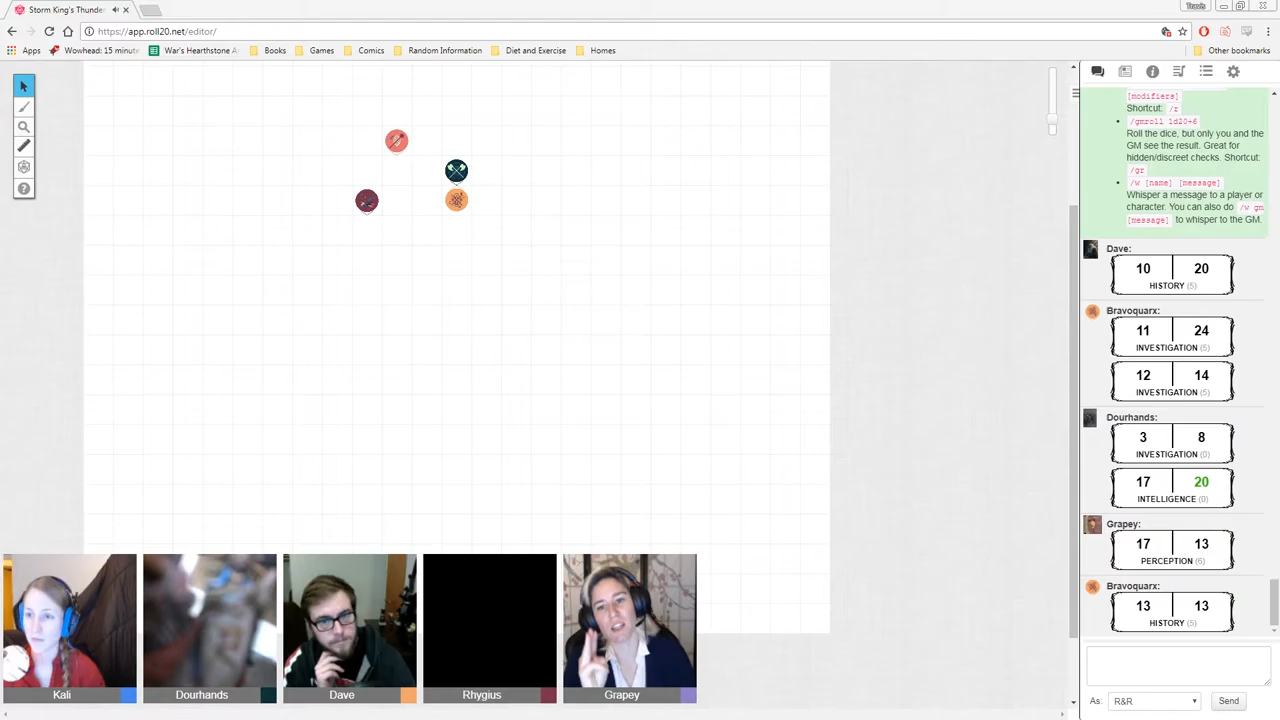 Storm King's Thunder
Travis
https://app.roll20.net/editor/
Apps
Wowhead: 15 minute
War's Hearthstone A
Books
Games
Comics
Random Information
Diet and Exercise
Homes
Other bookmarks
[modifiers]
Shortcut: /r
• /gmroll 1d20+6
Roll the dice, but only you and the
GM see the result. Great for
hidden/discreet checks. Shortcut:
/gr
• /w [name] [message]
Whisper a message to a player or
character. You can also do /w gm
[message] to whisper to the GM.
Dave:
10 20
HISTORY (5)
Bravoquarx:
11 24
INVESTIGATION (5)
12 14
INVESTIGATION (5)
Dourhands:
3 8
INVESTIGATION (0)
17 20
INTELLIGENCE (0)
Grapey:
17 13
PERCEPTION (6)
Bravoquarx:
13 13
HISTORY (5)
As: R&R Send
Kali
Dourhands
Dave
Rhygius
Grapey